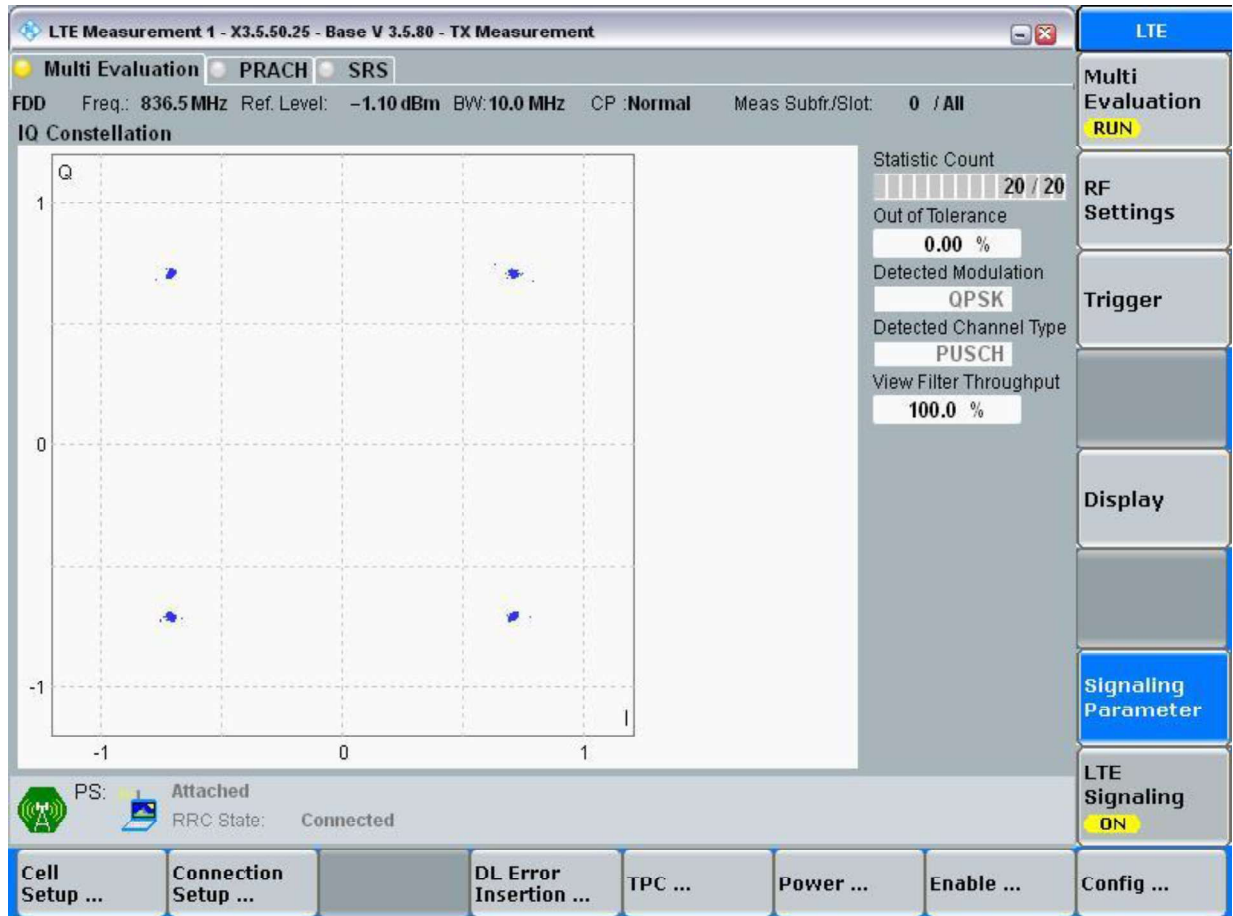 LTE Measurement 1 - X3.5.50.25 - Base V 3.5.80 - TX Measurement
LTE
Multi Evaluation PRACH SRS
FDD Freq.: 836.5 MHz Ref. Level: -1.10 dBm BW: 10.0 MHz CP :Normal Meas Subfr./Slot: 0 / All
IQ Constellation
Q
1
0
-1
I
-1 0 1
Statistic Count
20 / 20
Out of Tolerance
0.00 %
Detected Modulation
QPSK
Detected Channel Type
PUSCH
View Filter Throughput
100.0 %
Multi
Evaluation
RUN
RF
Settings
Trigger
Display
Signaling
Parameter
LTE
Signaling
ON
PS: Attached
RRC State: Connected
Cell
Setup ...
Connection
Setup ...
DL Error
Insertion ...
TPC ...
Power ...
Enable ...
Config ...